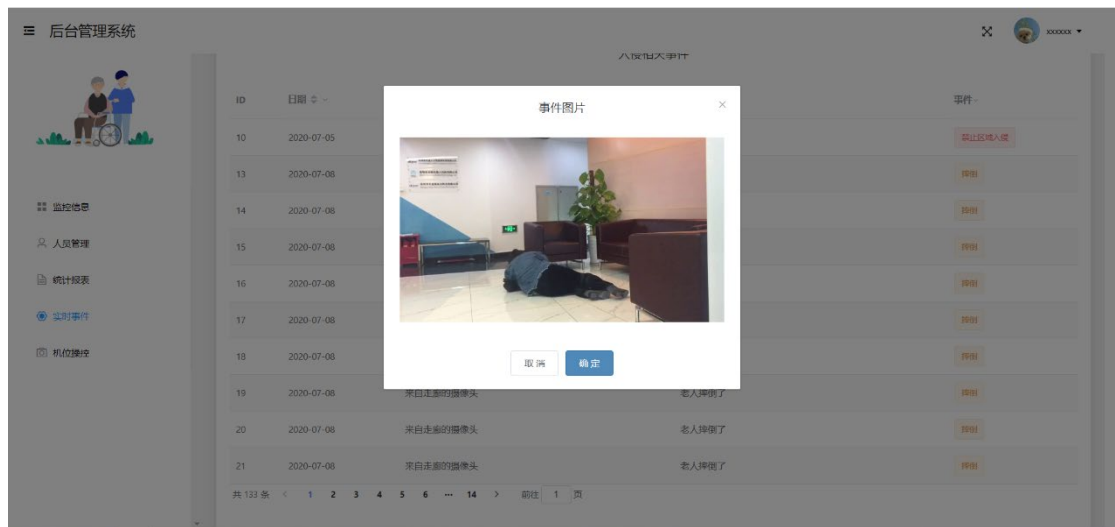 后台管理系统
xxxxxx
入侵相关事件
ID 日期 事件
监控信息
人员管理
统计报表
实时事件
机位操控
事件图片
取消 确定
10 2020-07-05 禁止区域入侵
13 2020-07-08 摔倒
14 2020-07-08 摔倒
15 2020-07-08 摔倒
16 2020-07-08 摔倒
17 2020-07-08 摔倒
18 2020-07-08 摔倒
19 2020-07-08 来自走廊的摄像头 老人摔倒了 摔倒
20 2020-07-08 来自走廊的摄像头 老人摔倒了 摔倒
21 2020-07-08 来自走廊的摄像头 老人摔倒了 摔倒
共 133 条 < 1 2 3 4 5 6 ··· 14 > 前往 1 页